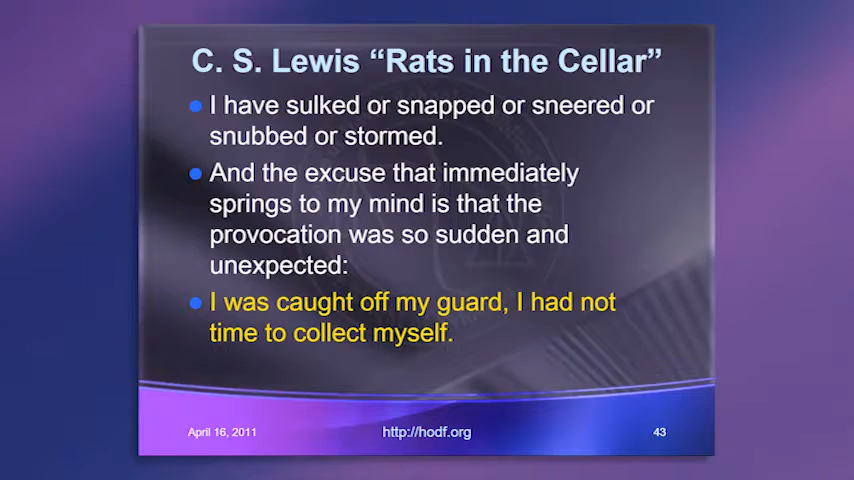 C. S. Lewis “Rats in the Cellar”
I have sulked or snapped or sneered or
snubbed or stormed.
And the excuse that immediately
springs to my mind is that the
provocation was so sudden and
unexpected:
I was caught off my guard, I had not
time to collect myself.
April 16, 2011
http://hodf.org
43